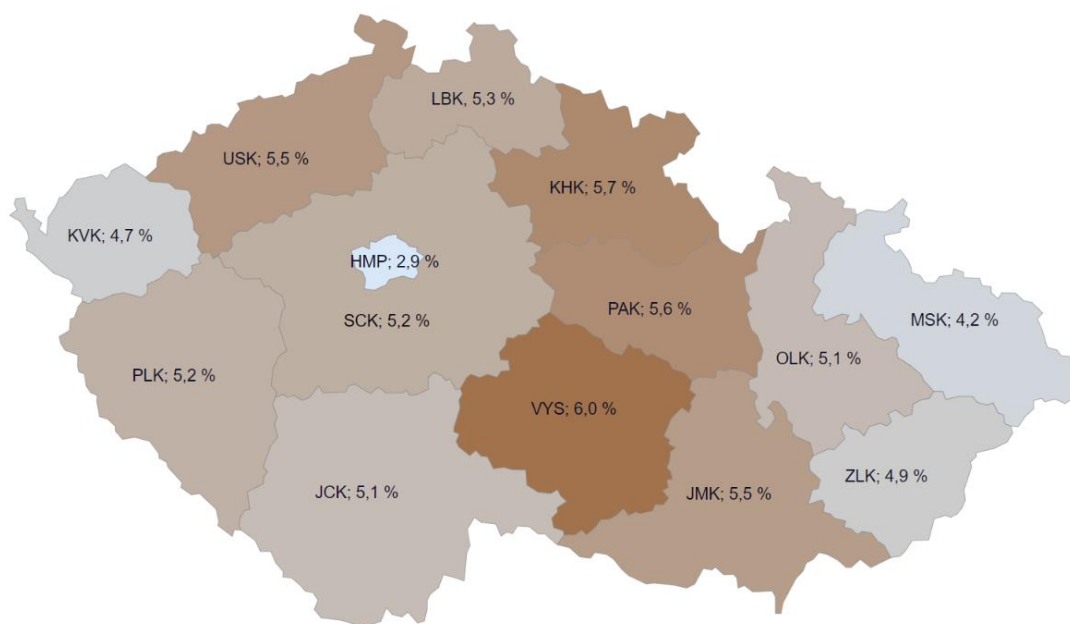 LBK, 5,3 %
USK; 5,5 %
KHK; 5,7 %
KVK; 4,7 %
HMP; 2,9 %
PAK; 5,6 %
SCK; 5,2 %
MSK; 4,2 %
OLK; 5,1 %
PLK; 5,2 %
VYS; 6,0 %
ZLK; 4,9 %
JCK; 5,1 %
JMK; 5,5 %